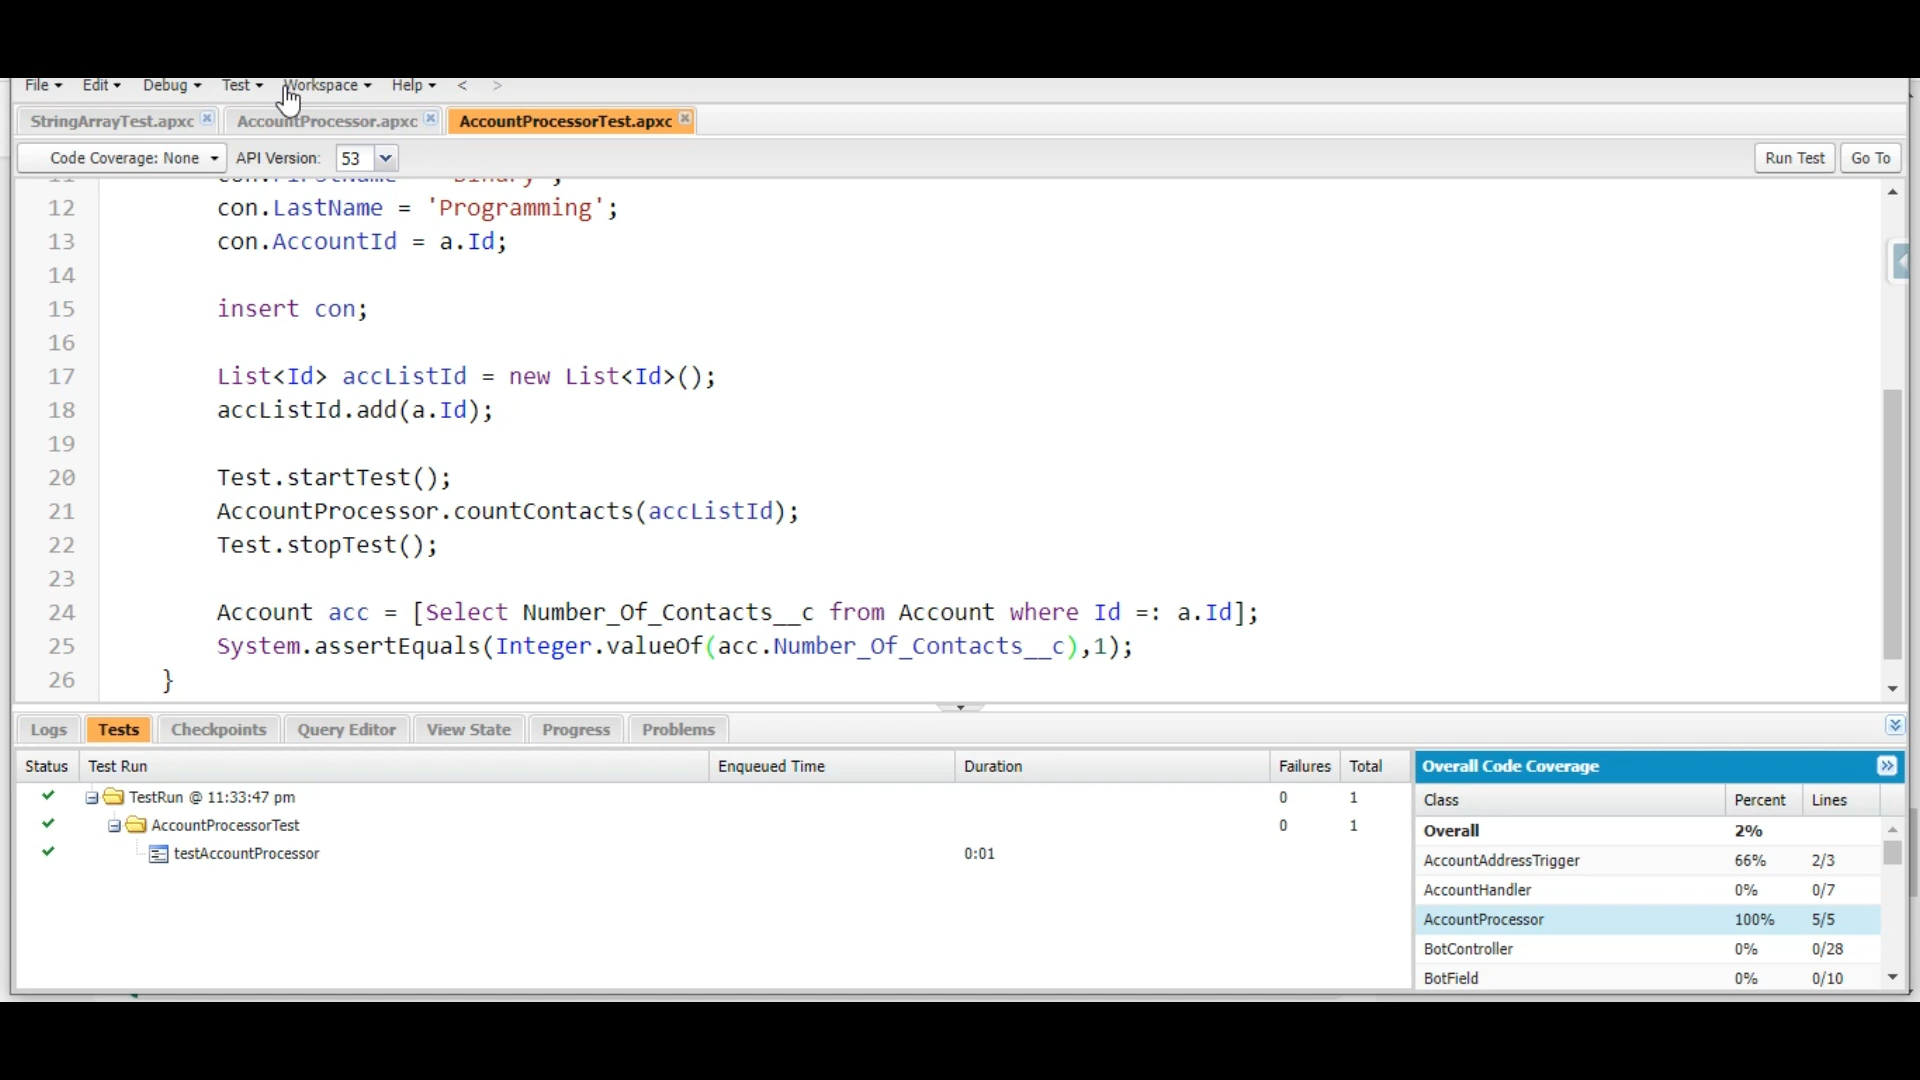 File Edit Debug Test Workspace Help < >
StringArrayTest.apxc AccountProcessor.apxc AccountProcessorTest.apxc
Code Coverage: None API Version: 53 Run Test Go To
12 con.LastName = 'Programming';
13 con.AccountId = a.Id;
14
15 insert con;
16
17 List<Id> accListId = new List<Id>();
18 accListId.add(a.Id);
19
20 Test.startTest();
21 AccountProcessor.countContacts(accListId);
22 Test.stopTest();
23
24 Account acc = [Select Number_Of_Contacts__c from Account where Id =: a.Id];
25 System.assertEquals(Integer.valueOf(acc.Number_Of_Contacts__c),1);
26 }
Logs Tests Checkpoints Query Editor View State Progress Problems
Status Test Run Enqueued Time Duration Failures Total
TestRun @ 11:33:47 pm 0 1
AccountProcessorTest 0 1
testAccountProcessor 0:01
Overall Code Coverage
Class Percent Lines
Overall 2%
AccountAddressTrigger 66% 2/3
AccountHandler 0% 0/7
AccountProcessor 100% 5/5
BotController 0% 0/28
BotField 0% 0/10